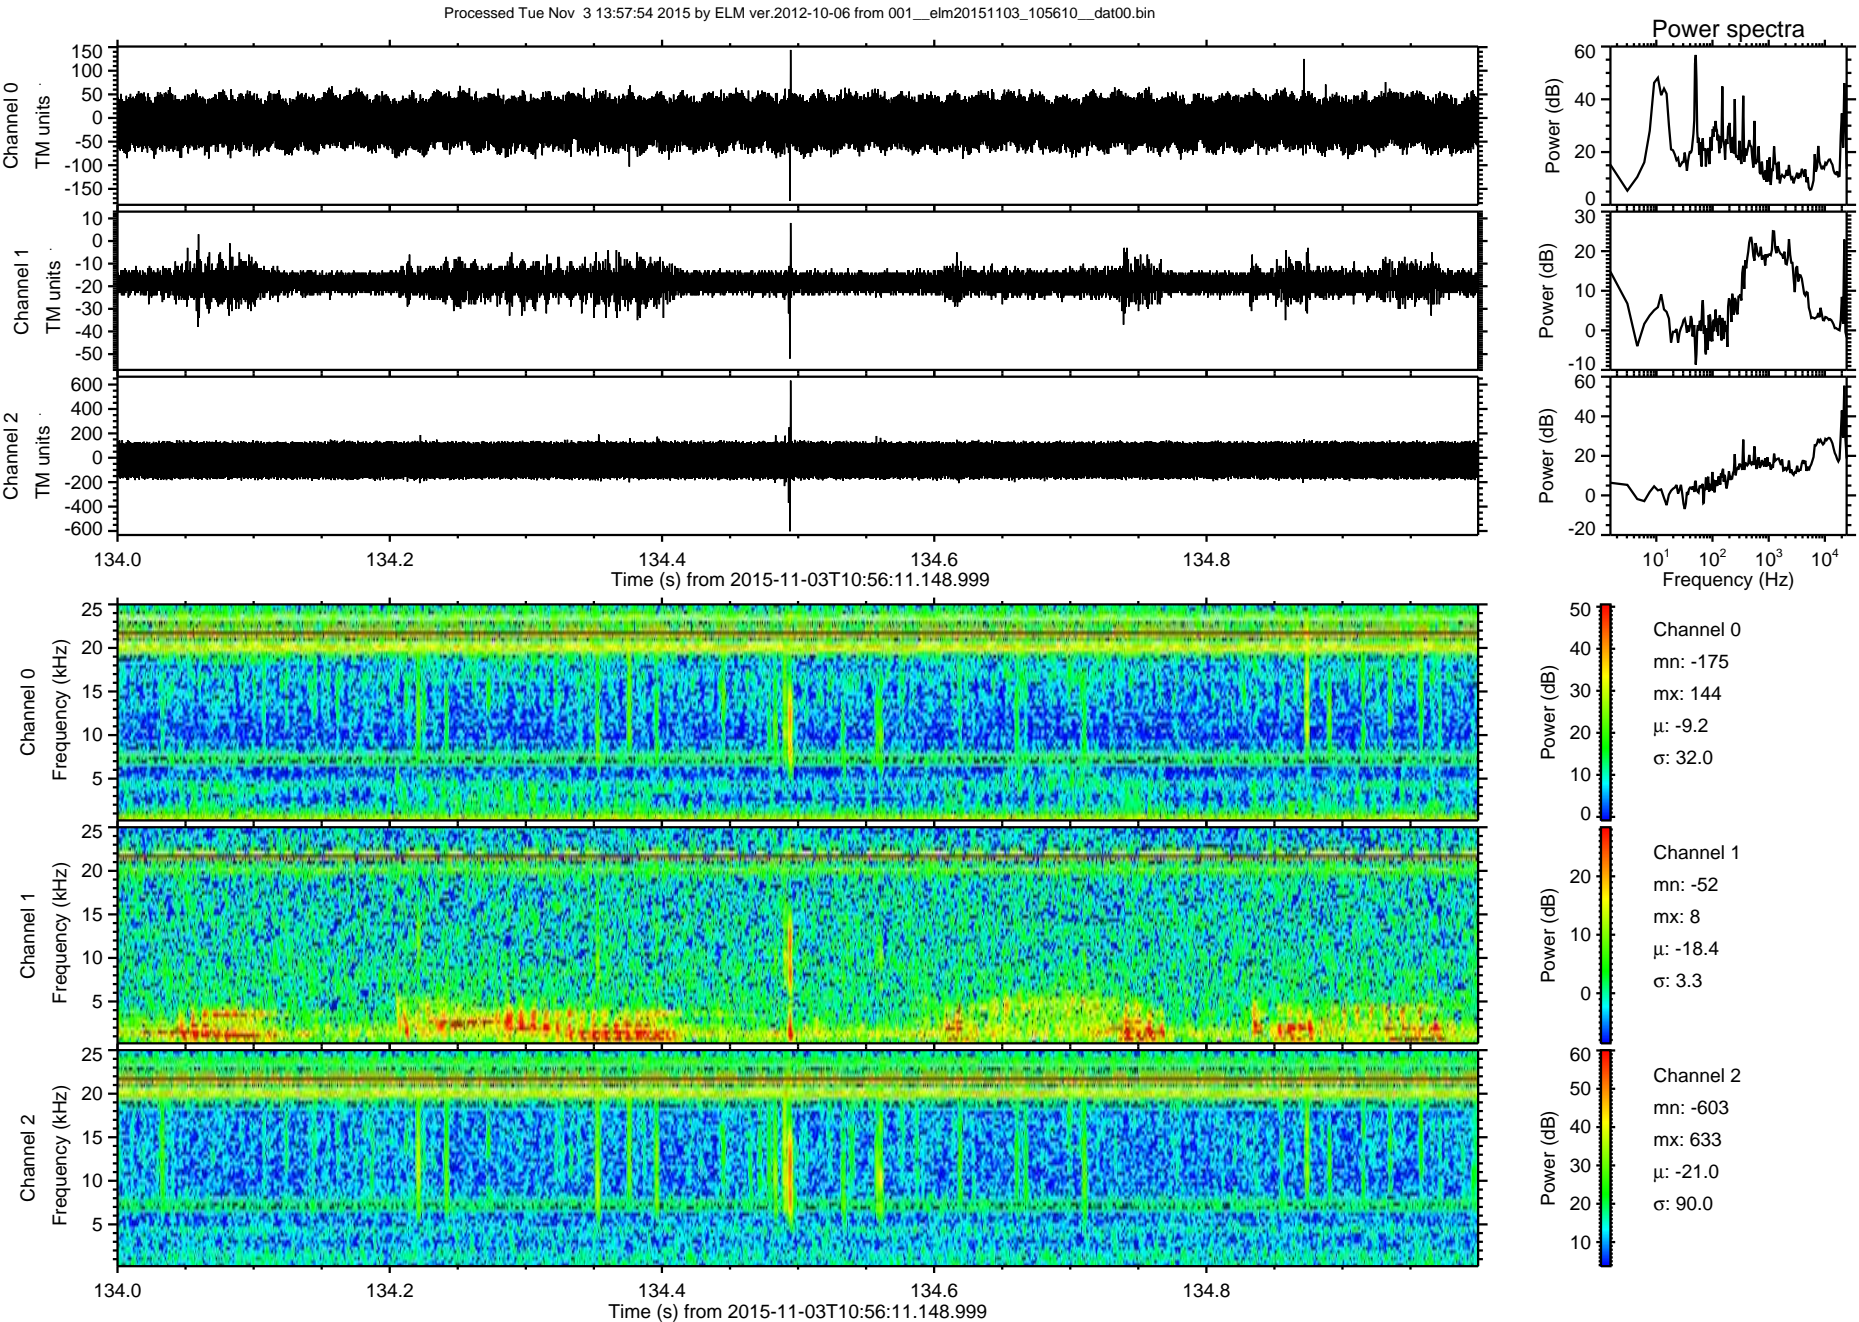 Processed Tue Nov  3 13:57:54 2015 by ELM ver.2012-10-06 from 001__elm20151103_105610__dat00.bin
Power spectra
Channel 0
TM units
150
100
50
0
-50
-100
-150
Power (dB)
60
40
20
0
Channel 1
TM units
10
0
-10
-20
-30
-40
-50
Power (dB)
30
20
10
0
-10
Channel 2
TM units
600
400
200
0
-200
-400
-600
Power (dB)
60
40
20
0
-20
134.0 134.2 134.4 134.6 134.8
Time (s) from 2015-11-03T10:56:11.148.999
10¹ 10² 10³ 10⁴
Frequency (Hz)
Channel 0
Frequency (kHz)
25
20
15
10
5
Power (dB)
50
40
30
20
10
0
Channel 0
mn: -175
mx: 144
μ: -9.2
σ: 32.0
Channel 1
Frequency (kHz)
25
20
15
10
5
Power (dB)
20
10
0
Channel 1
mn: -52
mx: 8
μ: -18.4
σ: 3.3
Channel 2
Frequency (kHz)
25
20
15
10
5
Power (dB)
60
50
40
30
20
10
Channel 2
mn: -603
mx: 633
μ: -21.0
σ: 90.0
134.0 134.2 134.4 134.6 134.8
Time (s) from 2015-11-03T10:56:11.148.999